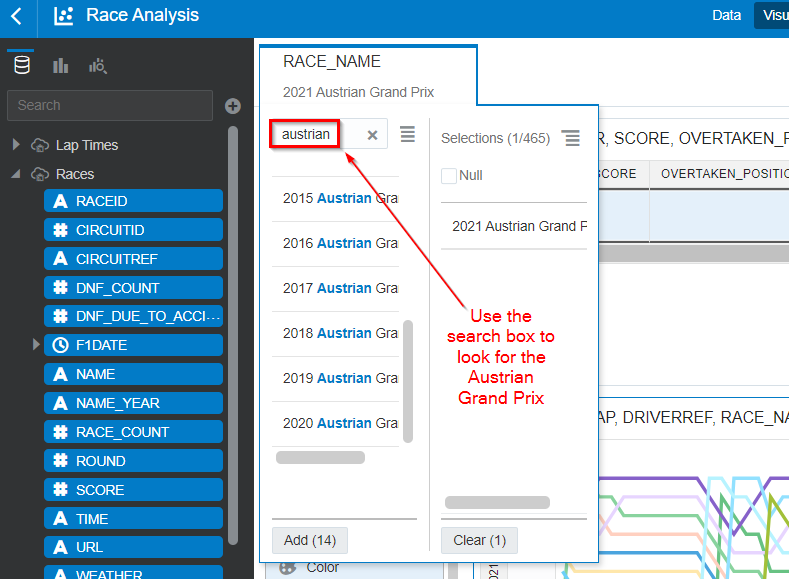 Race Analysis
Data
Visu
RACE_NAME
2021 Austrian Grand Prix
Search
austrian
Selections (1/465)
Null
2021 Austrian Grand P
2015 Austrian Gra
2016 Austrian Gra
2017 Austrian Gra
2018 Austrian Gra
2019 Austrian Gra
2020 Austrian Gra
Add (14)
Clear (1)
Use the
search box to
look for the
Austrian
Grand Prix
Lap Times
Races
RACEID
CIRCUITID
CIRCUITREF
DNF_COUNT
DNF_DUE_TO_ACCI...
F1DATE
NAME
NAME_YEAR
RACE_COUNT
ROUND
SCORE
TIME
URL
WEATHER
Color
R, SCORE, OVERTAKEN_P
SCORE
OVERTAKEN_POSITIO
AP, DRIVERREF, RACE_NA
2021